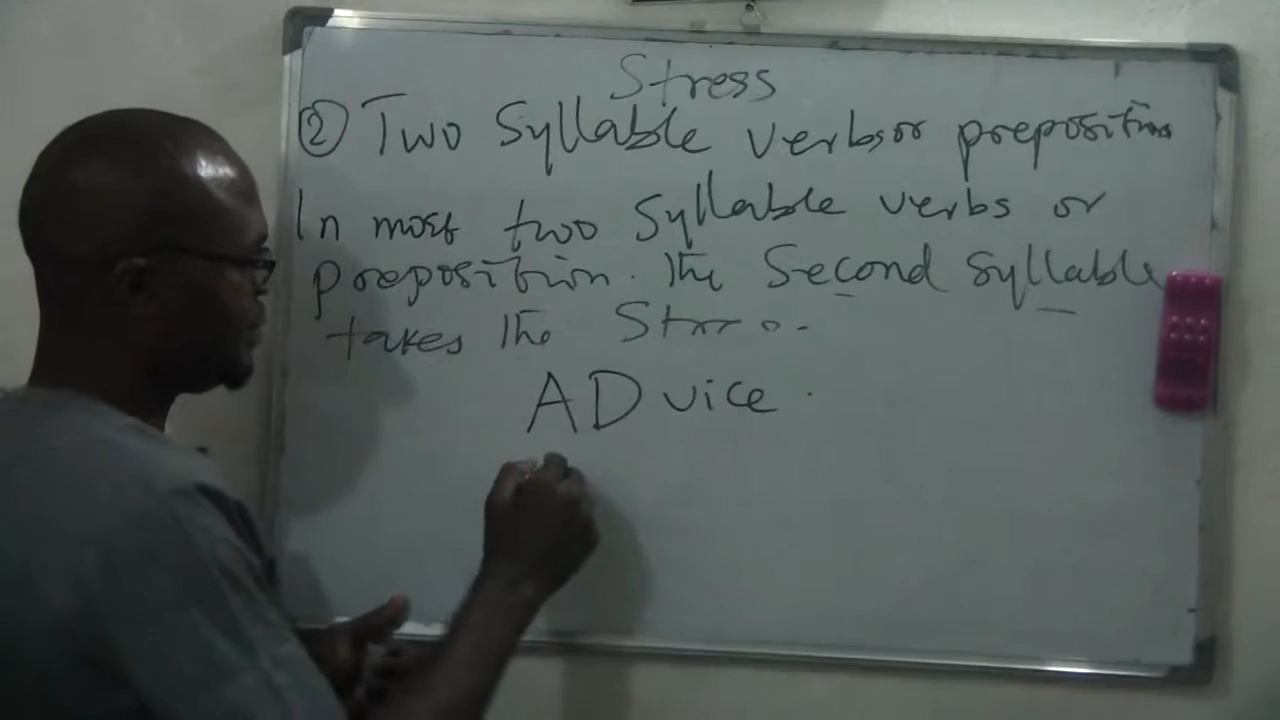 Stress
② Two Syllable verbs or prepositions
In most two Syllable verbs or
preposition. the Second Syllable
takes the Stress.
ADvice.